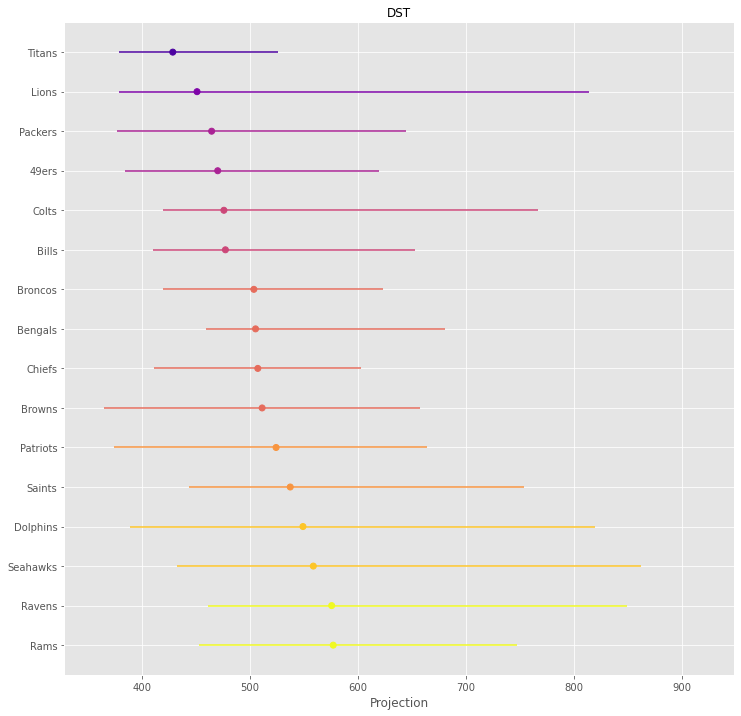 DST
Titans
Lions
Packers
49ers
Colts
Bills
Broncos
Bengals
Chiefs
Browns
Patriots
Saints
Dolphins
Seahawks
Ravens
Rams
400 500 600 700 800 900
Projection